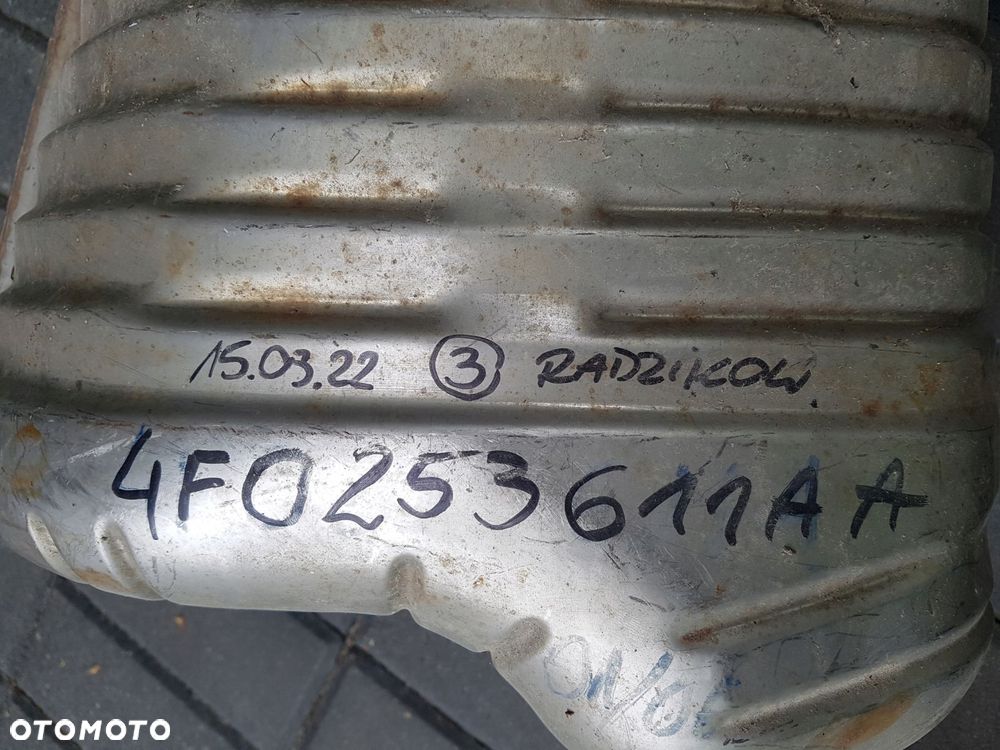 15.03.22 3 RADZIKOW.
4F0253611AA
OTOMOTO